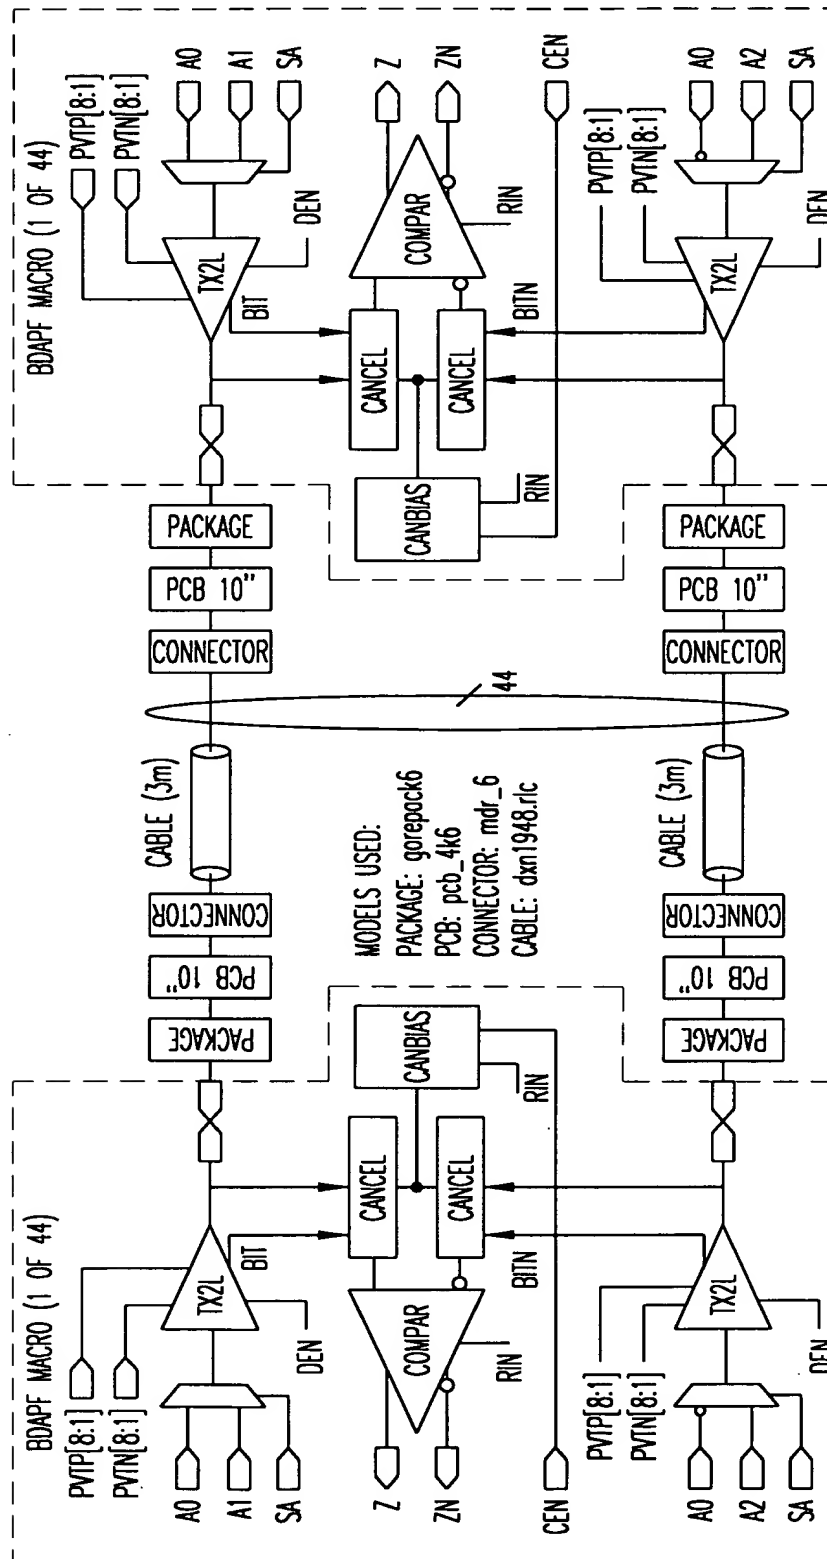 BDAPF MACRO (1 OF 44)
PVTP[8:1]
PVTN[8:1]
A0
A1
SA
TX2L
DEN
BIT
Z
ZN
COMPAR
RIN
CANCEL
CANCEL
BITN
CANBIAS
RIN
CEN
PVTP[8:1]
PVTN[8:1]
A0
A2
SA
TX2L
DEN
PACKAGE
PCB 10"
CONNECTOR
CABLE (3m)
CONNECTOR
PCB 10"
PACKAGE
44
MODELS USED:
PACKAGE: gorepack6
PCB: pcb_4k6
CONNECTOR: mdr_6
CABLE: dxn1948.rlc
PACKAGE
PCB 10"
CONNECTOR
CABLE (3m)
CONNECTOR
PCB 10"
PACKAGE
BDAPF MACRO (1 OF 44)
PVTP[8:1]
PVTN[8:1]
A0
A1
SA
TX2L
DEN
BIT
Z
ZN
COMPAR
RIN
CANCEL
CANCEL
BITN
CANBIAS
RIN
CEN
PVTP[8:1]
PVTN[8:1]
A0
A2
SA
TX2L
DEN